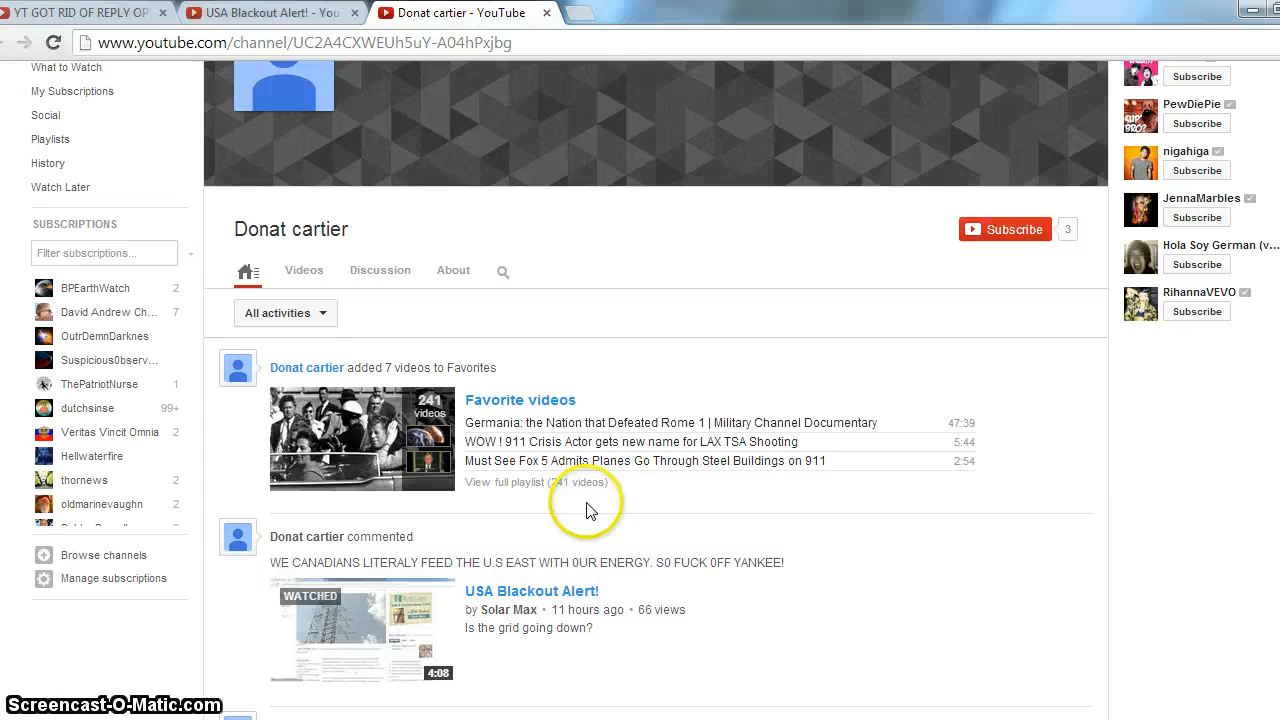 YT GOT RID OF REPLY OP
USA Blackout Alert! - You
Donat cartier - YouTube
www.youtube.com/channel/UC2A4CXWEUh5uY-A04hPxjbg
What to Watch
My Subscriptions
Social
Playlists
History
Watch Later
SUBSCRIPTIONS
Filter subscriptions...
BPEarthWatch 2
David Andrew Ch... 7
OutrDemnDarknes
Suspicious0bserv...
ThePatriotNurse 1
dutchsinse 99+
Veritas Vincit Omnia 2
Hellwaterfire
thornews 2
oldmarinevaughn 2
Browse channels
Manage subscriptions
Donat cartier
Subscribe 3
Videos Discussion About
All activities
Donat cartier added 7 videos to Favorites
241
videos
Favorite videos
Germania: the Nation that Defeated Rome 1 | Military Channel Documentary 47:39
WOW ! 911 Crisis Actor gets new name for LAX TSA Shooting 5:44
Must See Fox 5 Admits Planes Go Through Steel Buildings on 911 2:54
View full playlist (241 videos)
Donat cartier commented
WE CANADIANS LITERALY FEED THE U.S EAST WITH 0UR ENERGY. S0 FUCK 0FF YANKEE!
WATCHED
4:08
USA Blackout Alert!
by Solar Max • 11 hours ago • 66 views
Is the grid going down?
Subscribe
PewDiePie
Subscribe
nigahiga
Subscribe
JennaMarbles
Subscribe
Hola Soy German (v...
Subscribe
RihannaVEVO
Subscribe
Screencast-O-Matic.com